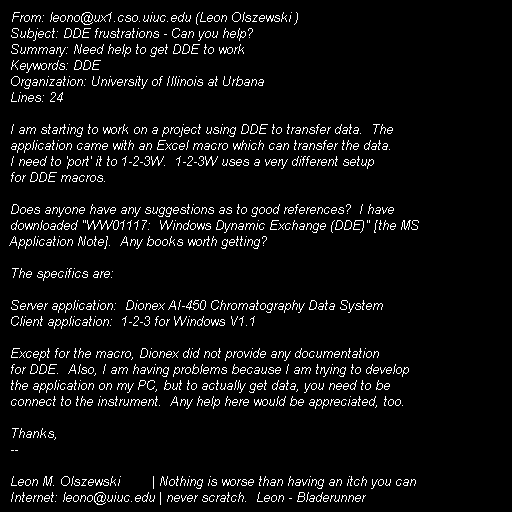 From: leono@ux1.cso.uiuc.edu (Leon Olszewski )
Subject: DDE frustrations - Can you help?
Summary: Need help to get DDE to work
Keywords: DDE
Organization: University of Illinois at Urbana
Lines: 24

I am starting to work on a project using DDE to transfer data.  The
application came with an Excel macro which can transfer the data.
I need to 'port' it to 1-2-3W.  1-2-3W uses a very different setup
for DDE macros.

Does anyone have any suggestions as to good references?  I have
downloaded "WW01117:  Windows Dynamic Exchange (DDE)" [the MS
Application Note].  Any books worth getting?

The specifics are:

Server application:  Dionex AI-450 Chromatography Data System
Client application:  1-2-3 for Windows V1.1

Except for the macro, Dionex did not provide any documentation
for DDE.  Also, I am having problems because I am trying to develop
the application on my PC, but to actually get data, you need to be
connect to the instrument.  Any help here would be appreciated, too.

Thanks,
--

Leon M. Olszewski        | Nothing is worse than having an itch you can
Internet: leono@uiuc.edu | never scratch.  Leon - Bladerunner